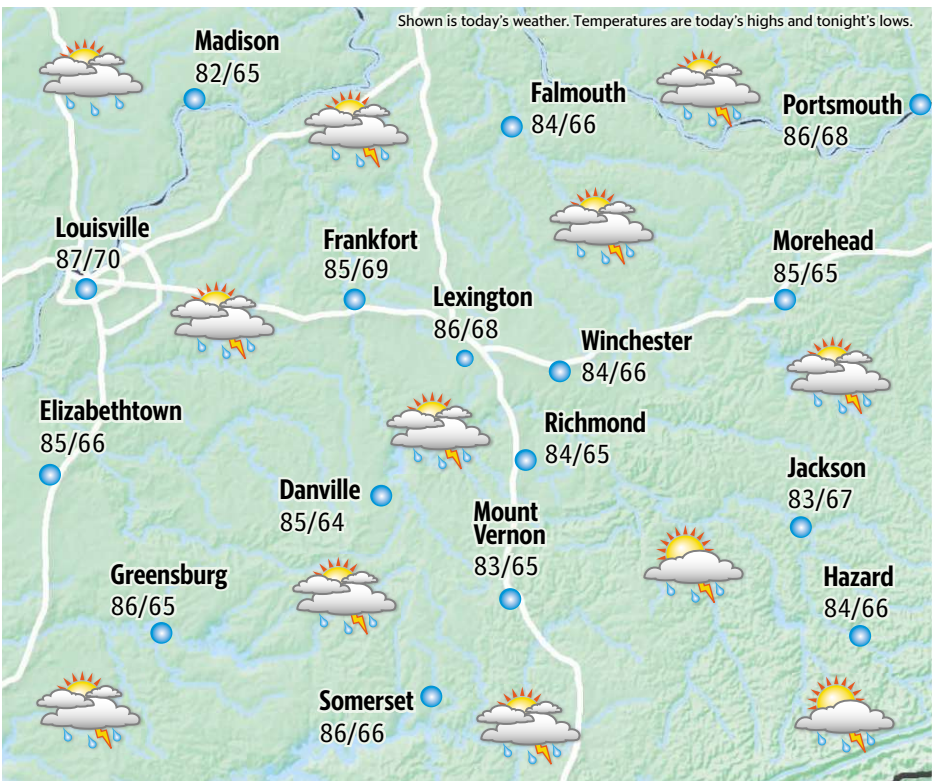 Shown is today's weather. Temperatures are today's highs and tonight's lows.
Madison
82/65
Falmouth
84/66
Portsmouth
86/68
Louisville
87/70
Frankfort
85/69
Morehead
85/65
Lexington
86/68
Winchester
84/66
Elizabethtown
85/66
Richmond
84/65
Danville
85/64
Jackson
83/67
Mount
Vernon
83/65
Greensburg
86/65
Hazard
84/66
Somerset
86/66